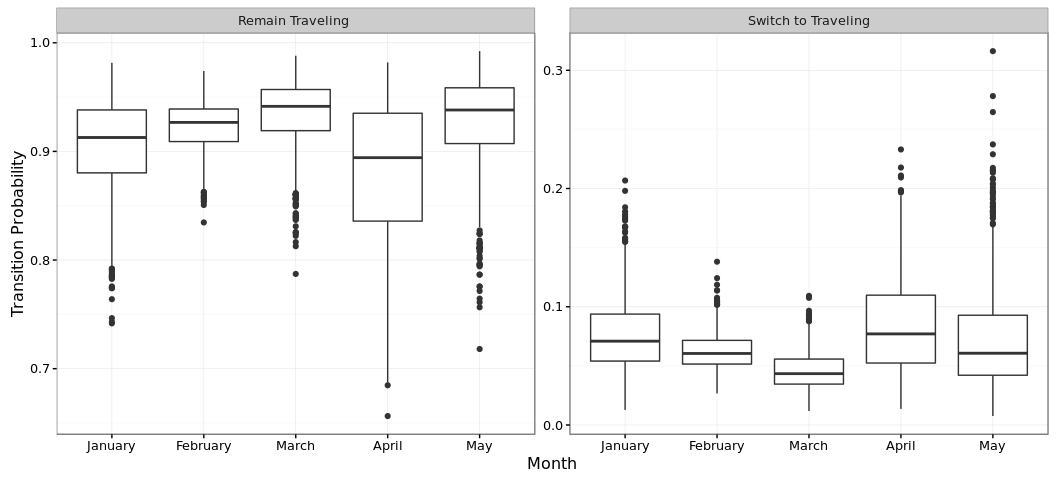 Remain Traveling
Switch to Traveling
Transition Probability
1.0
0.9
0.8
0.7
0.3
0.2
0.1
0.0
January February March April May
January February March April May
Month